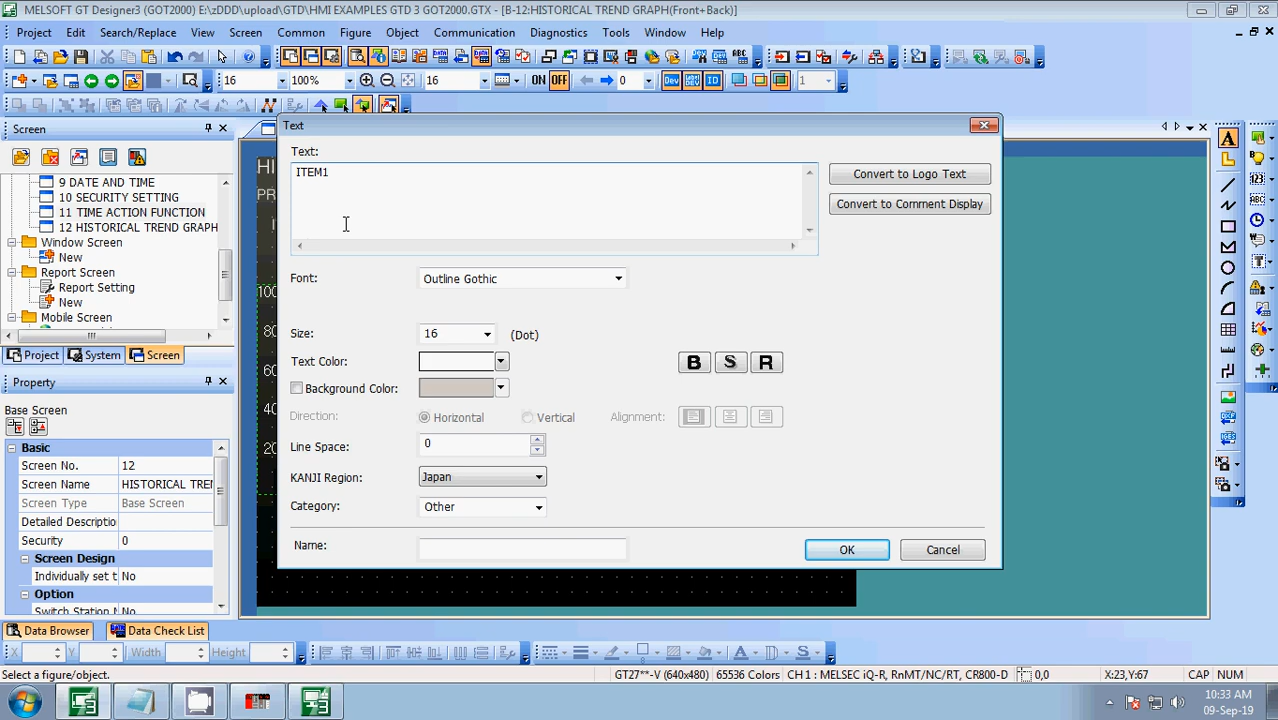 MELSOFT GT Designer3 (GOT2000) E:\zDDD\upload\GTD\HMI EXAMPLES GTD 3 GOT2000.GTX - [B-12:HISTORICAL TREND GRAPH(Front+Back)]
Project Edit Search/Replace View Screen Common Figure Object Communication Diagnostics Tools Window Help
16 100% 16 ON OFF 0 Dev ID 1
Screen
9 DATE AND TIME
10 SECURITY SETTING
11 TIME ACTION FUNCTION
12 HISTORICAL TREND GRAPH
Window Screen
New
Report Screen
Report Setting
New
Mobile Screen
Project System Screen
Property
Base Screen
Basic
Screen No. 12
Screen Name HISTORICAL TREI
Screen Type Base Screen
Detailed Descriptio
Security 0
Screen Design
Individually set t No
Option
Switch Station N No
Data Browser Data Check List
HI
PR
I
100
80
60
40
20
Text
Text:
ITEM1
Convert to Logo Text
Convert to Comment Display
Font: Outline Gothic
Size: 16 (Dot)
Text Color: B S R
Background Color:
Direction: Horizontal Vertical Alignment:
Line Space: 0
KANJI Region: Japan
Category: Other
Name:
OK Cancel
X Y Width Height
Select a figure/object. GT27**-V (640x480) 65536 Colors CH 1 : MELSEC iQ-R, RnMT/NC/RT, CR800-D 0,0 X:23,Y:67 CAP NUM
10:33 AM
09-Sep-19